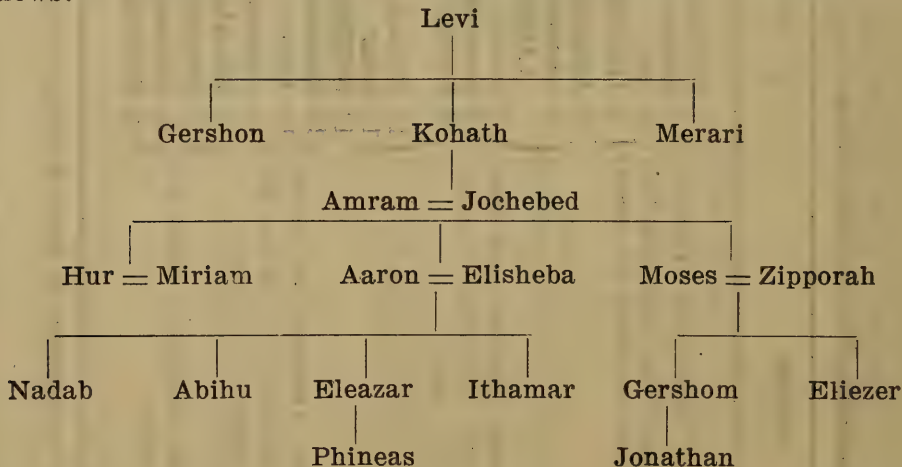 Levi
Gershon Kohath Merari
Amram = Jochebed
Hur = Miriam Aaron = Elisheba Moses = Zipporah
Nadab Abihu Eleazar Ithamar Gershom Eliezer
Phineas Jonathan